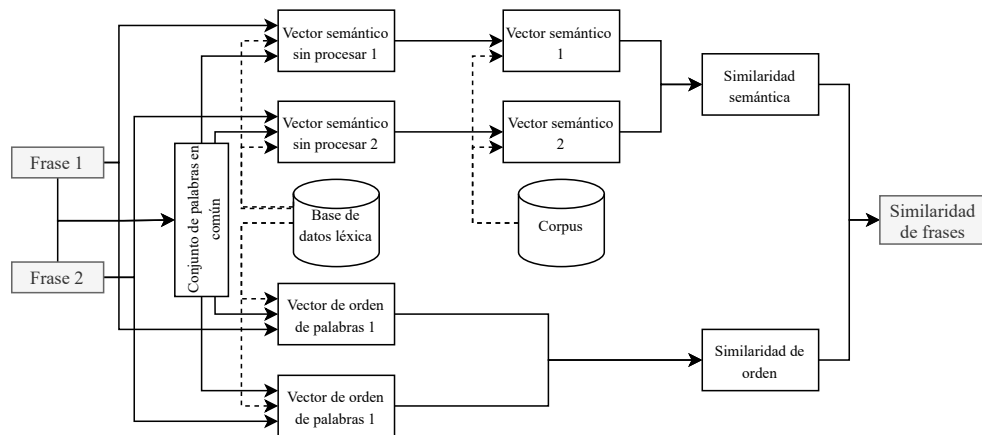 Vector semántico
sin procesar 1
Vector semántico
1
Similaridad
semántica
Vector semántico
sin procesar 2
Vector semántico
2
Frase 1
Frase 2
Conjunto de palabras en
común
Base de
datos léxica
Corpus
Similaridad
de frases
Vector de orden
de palabras 1
Similaridad de
orden
Vector de orden
de palabras 1